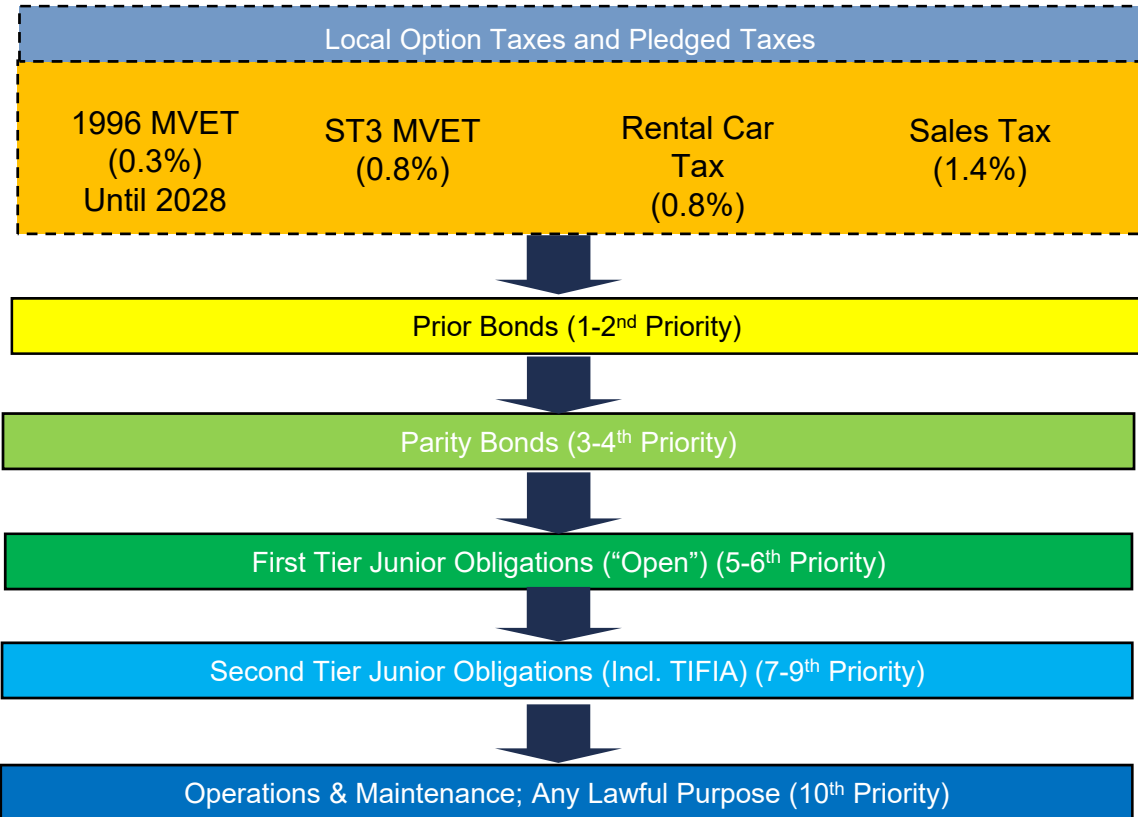 Local Option Taxes and Pledged Taxes
1996 MVET
(0.3%)
Until 2028
ST3 MVET
(0.8%)
Rental Car
Tax
(0.8%)
Sales Tax
(1.4%)
Prior Bonds (1-2nd Priority)
Parity Bonds (3-4th Priority)
First Tier Junior Obligations (“Open”) (5-6th Priority)
Second Tier Junior Obligations (Incl. TIFIA) (7-9th Priority)
Operations & Maintenance; Any Lawful Purpose (10th Priority)